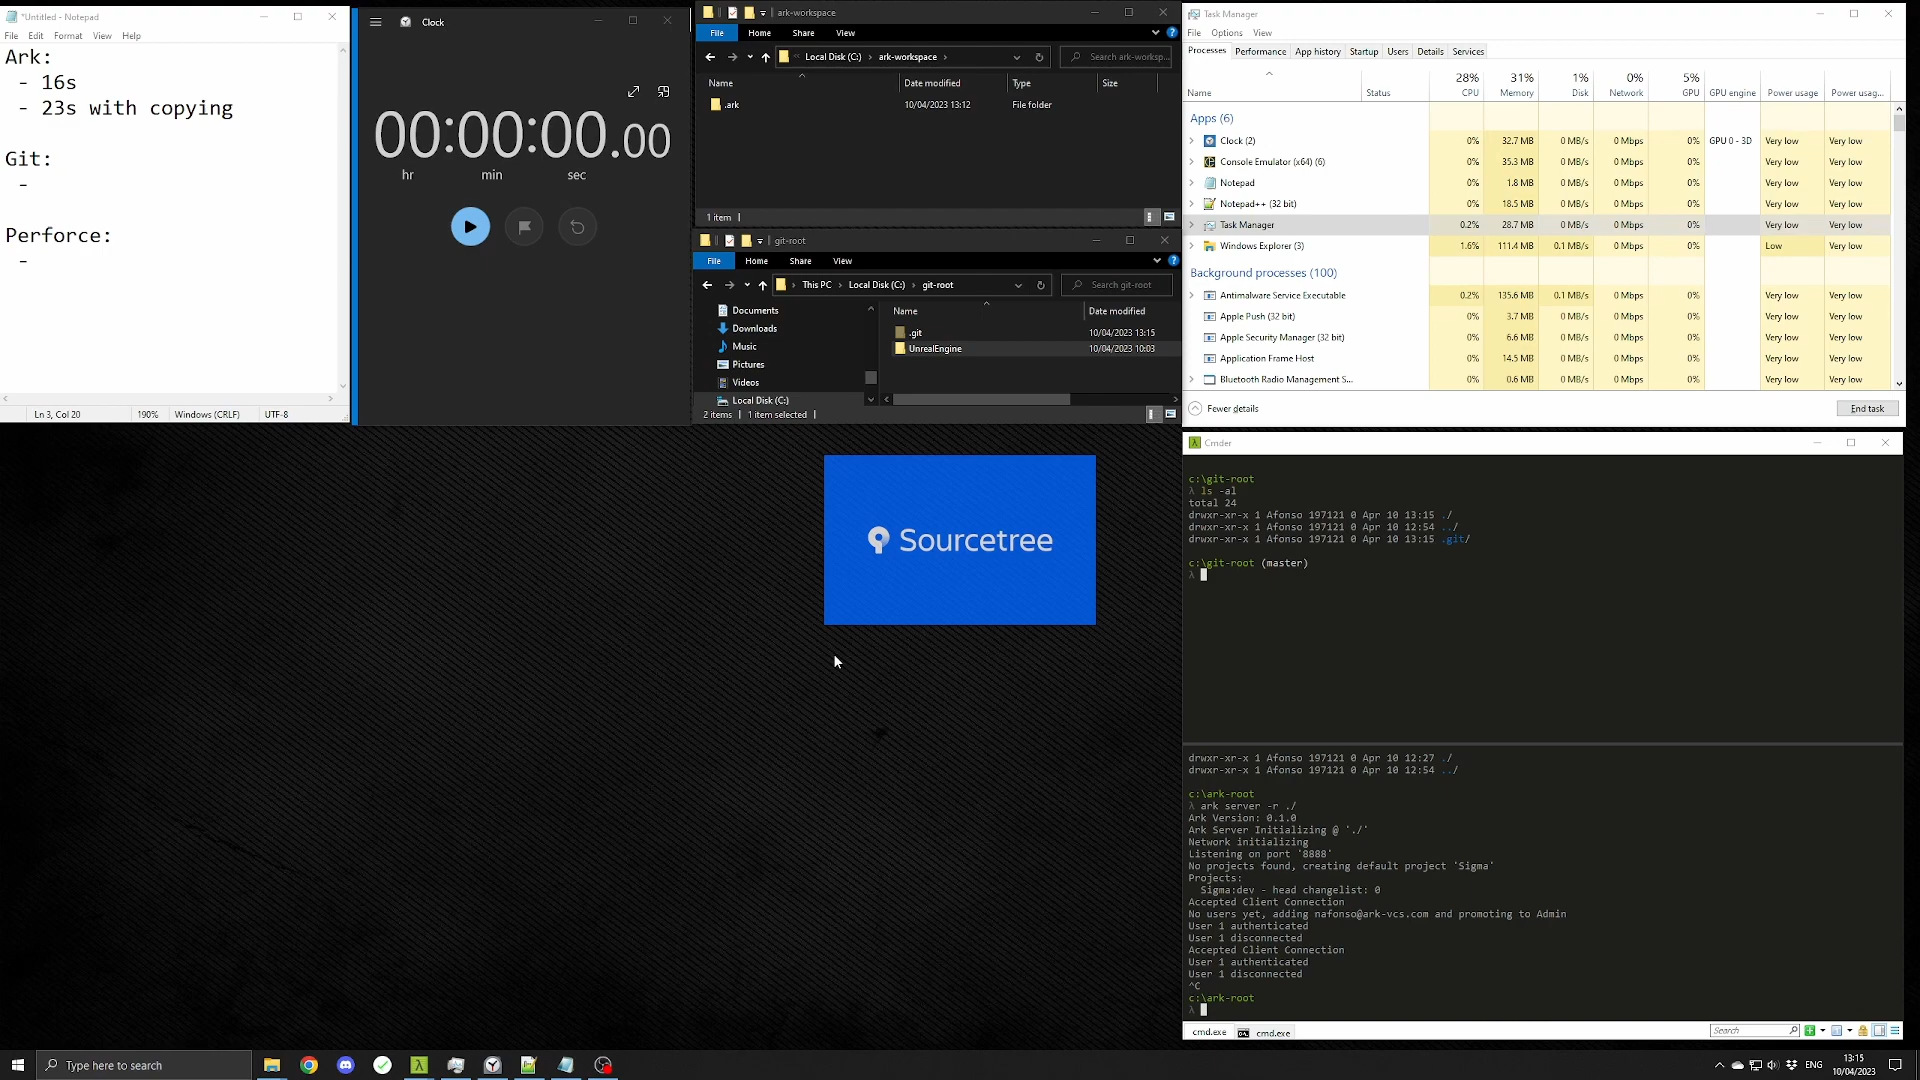 *Untitled - Notepad
File Edit Format View Help
Ark:
- 16s
- 23s with copying
Git:
-
Perforce:
-
Ln 3, Col 20 190% Windows (CRLF) UTF-8
Clock
00:00:00.00
hr min sec
ark-workspace
File Home Share View
Local Disk (C:) ark-workspace
Search ark-worksp...
Name Date modified Type Size
.ark 10/04/2023 13:12 File folder
1 item
git-root
File Home Share View
This PC Local Disk (C:) git-root
Search git-root
Documents
Downloads
Music
Pictures
Videos
Local Disk (C:)
Name Date modified
.git 10/04/2023 13:15
UnrealEngine 10/04/2023 10:03
2 items 1 item selected
Task Manager
File Options View
Processes Performance App history Startup Users Details Services
28% 31% 1% 0% 5%
Name Status CPU Memory Disk Network GPU GPU engine Power usage Power usag...
Apps (6)
Clock (2) 0% 32.7 MB 0 MB/s 0 Mbps 0% GPU 0 - 3D Very low Very low
Console Emulator (x64) (6) 0% 35.3 MB 0 MB/s 0 Mbps 0% Very low Very low
Notepad 0% 1.8 MB 0 MB/s 0 Mbps 0% Very low Very low
Notepad++ (32 bit) 0% 18.5 MB 0 MB/s 0 Mbps 0% Very low Very low
Task Manager 0.2% 28.7 MB 0 MB/s 0 Mbps 0% Very low Very low
Windows Explorer (3) 1.6% 111.4 MB 0.1 MB/s 0 Mbps 0% Low Very low
Background processes (100)
Antimalware Service Executable 0.2% 135.6 MB 0.1 MB/s 0 Mbps 0% Very low Very low
Apple Push (32 bit) 0% 3.7 MB 0 MB/s 0 Mbps 0% Very low Very low
Apple Security Manager (32 bit) 0% 6.6 MB 0 MB/s 0 Mbps 0% Very low Very low
Application Frame Host 0% 14.5 MB 0 MB/s 0 Mbps 0% Very low Very low
Bluetooth Radio Management S... 0% 0.6 MB 0 MB/s 0 Mbps 0% Very low Very low
Fewer details
End task
Sourcetree
Cmder
c:\git-root
λ ls -al
total 24
drwxr-xr-x 1 Afonso 197121 0 Apr 10 13:15 ./
drwxr-xr-x 1 Afonso 197121 0 Apr 10 12:54 ../
drwxr-xr-x 1 Afonso 197121 0 Apr 10 13:15 .git/
c:\git-root (master)
λ
drwxr-xr-x 1 Afonso 197121 0 Apr 10 12:27 ./
drwxr-xr-x 1 Afonso 197121 0 Apr 10 12:54 ../
c:\ark-root
λ ark server -r ./
Ark Version: 0.1.0
Ark Server Initializing @ './'
Network initializing
Listening on port '8888'
No projects found, creating default project 'Sigma'
Projects:
Sigma:dev - head changelist: 0
Accepted Client Connection
No users yet, adding nafonso@ark-vcs.com and promoting to Admin
User 1 authenticated
User 1 disconnected
Accepted Client Connection
User 1 authenticated
User 1 disconnected
^C
c:\ark-root
λ
cmd.exe cmd.exe
Search
Type here to search
ENG
13:15
10/04/2023